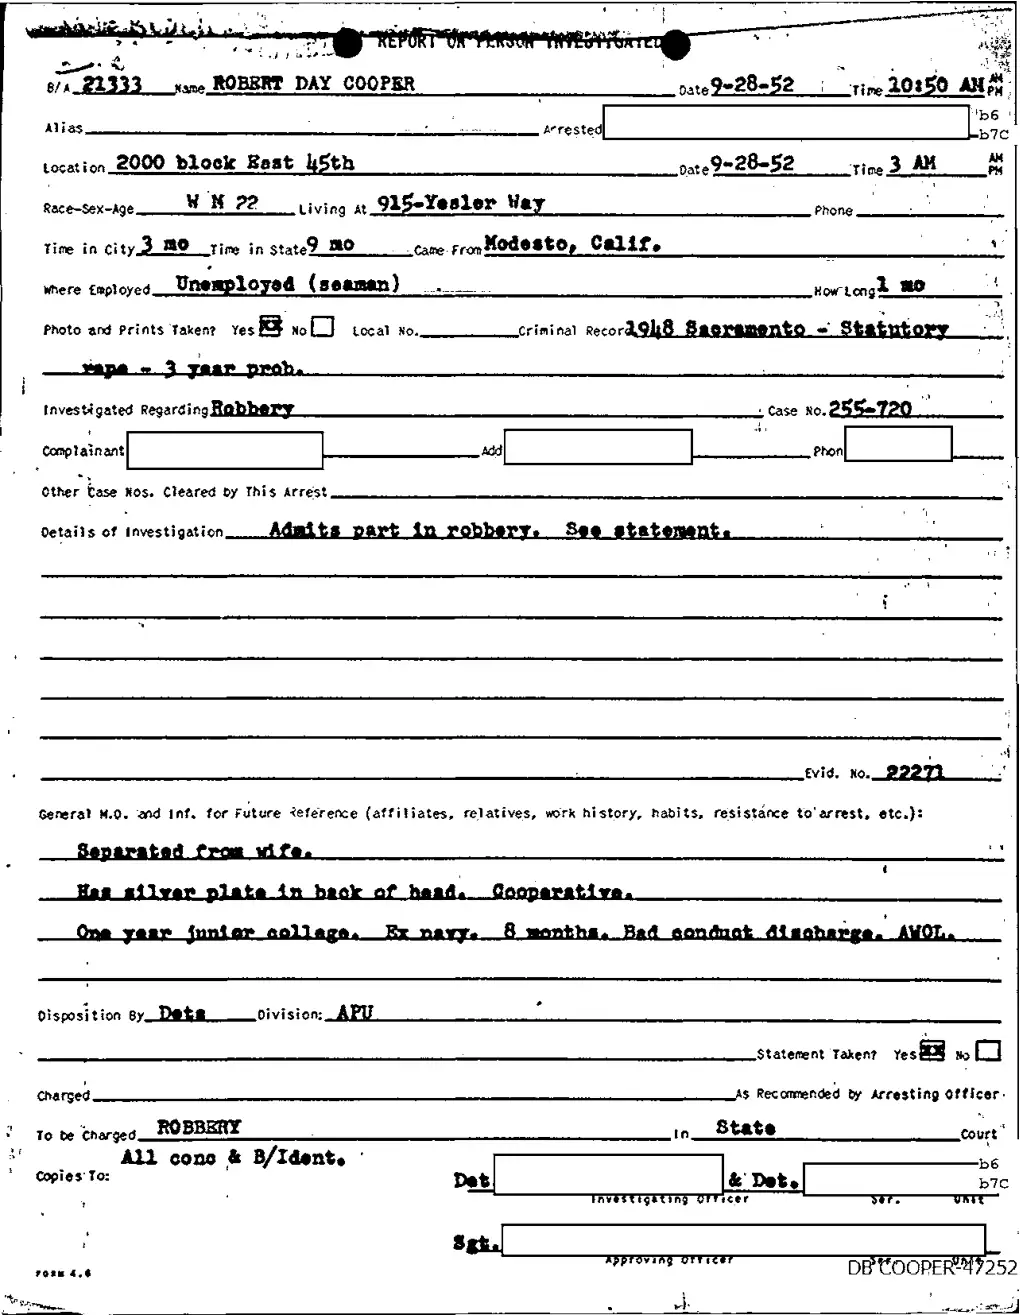 REPORT ON PERSON INVESTIGATED
B/A 21333 Name ROBERT DAY COOPER Date 9-28-52 Time 10:50 AM AM PM
Alias Arrested b6 b7C
Location 2000 block East 45th Date 9-28-52 Time 3 AM AM PM
Race-Sex-Age W M 22 Living At 915-Yesler Way Phone
Time in City 3 mo Time in State 9 mo Came From Modesto, Calif.
Where Employed Unemployed (seaman) How Long 1 mo
Photo and Prints Taken? Yes XX No Local No. Criminal Record 1948 Sacramento - Statutory
rape - 3 year prob.
Investigated Regarding Robbery Case No. 255-720
Complainant Add Phon
Other Case Nos. Cleared by This Arrest
Details of Investigation Admits part in robbery. See statement.
Evid. No. 22271
General M.O. and Inf. for Future Reference (affiliates, relatives, work history, habits, resistance to arrest, etc.):
Separated from wife.
Has silver plate in back of head. Cooperative.
One year junior college. Ex navy. 8 months. Bad conduct discharge. AWOL.
Disposition By Dets Division: APU
Statement Taken? Yes XX No
Charged As Recommended by Arresting Officer
To be Charged ROBBERY In State Court
Copies To: All conc & B/Ident.
Det & Det. b6 b7C
Investigating Officer Ser. Unit
Sgt.
Approving Officer Ser. Unit
FORM 4.6 DB COOPER-47252